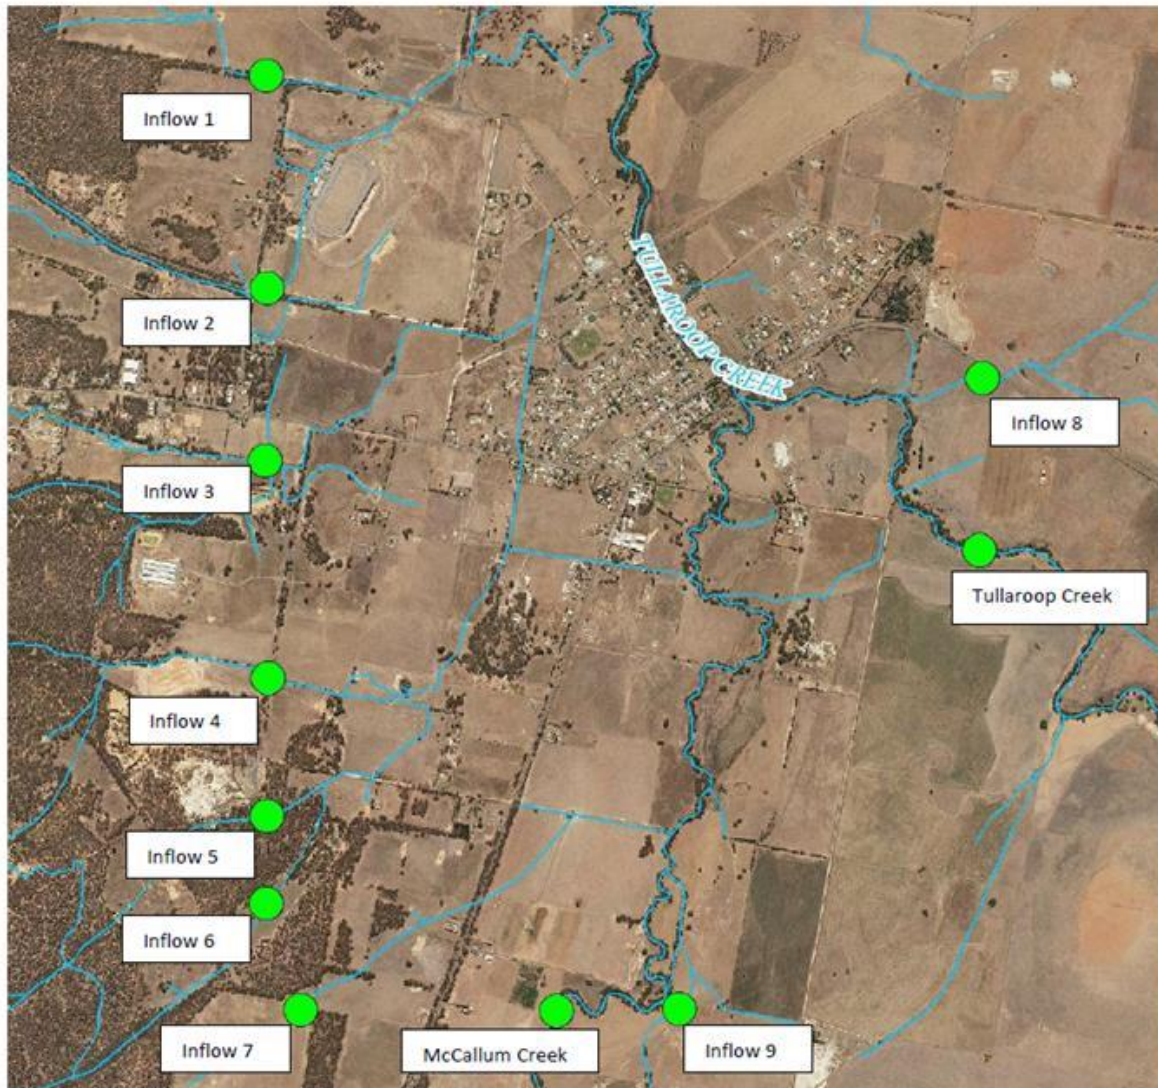 Inflow 1
TULLAROOP CREEK
Inflow 2
Inflow 8
Inflow 3
Tullaroop Creek
Inflow 4
Inflow 5
Inflow 6
Inflow 7
McCallum Creek
Inflow 9